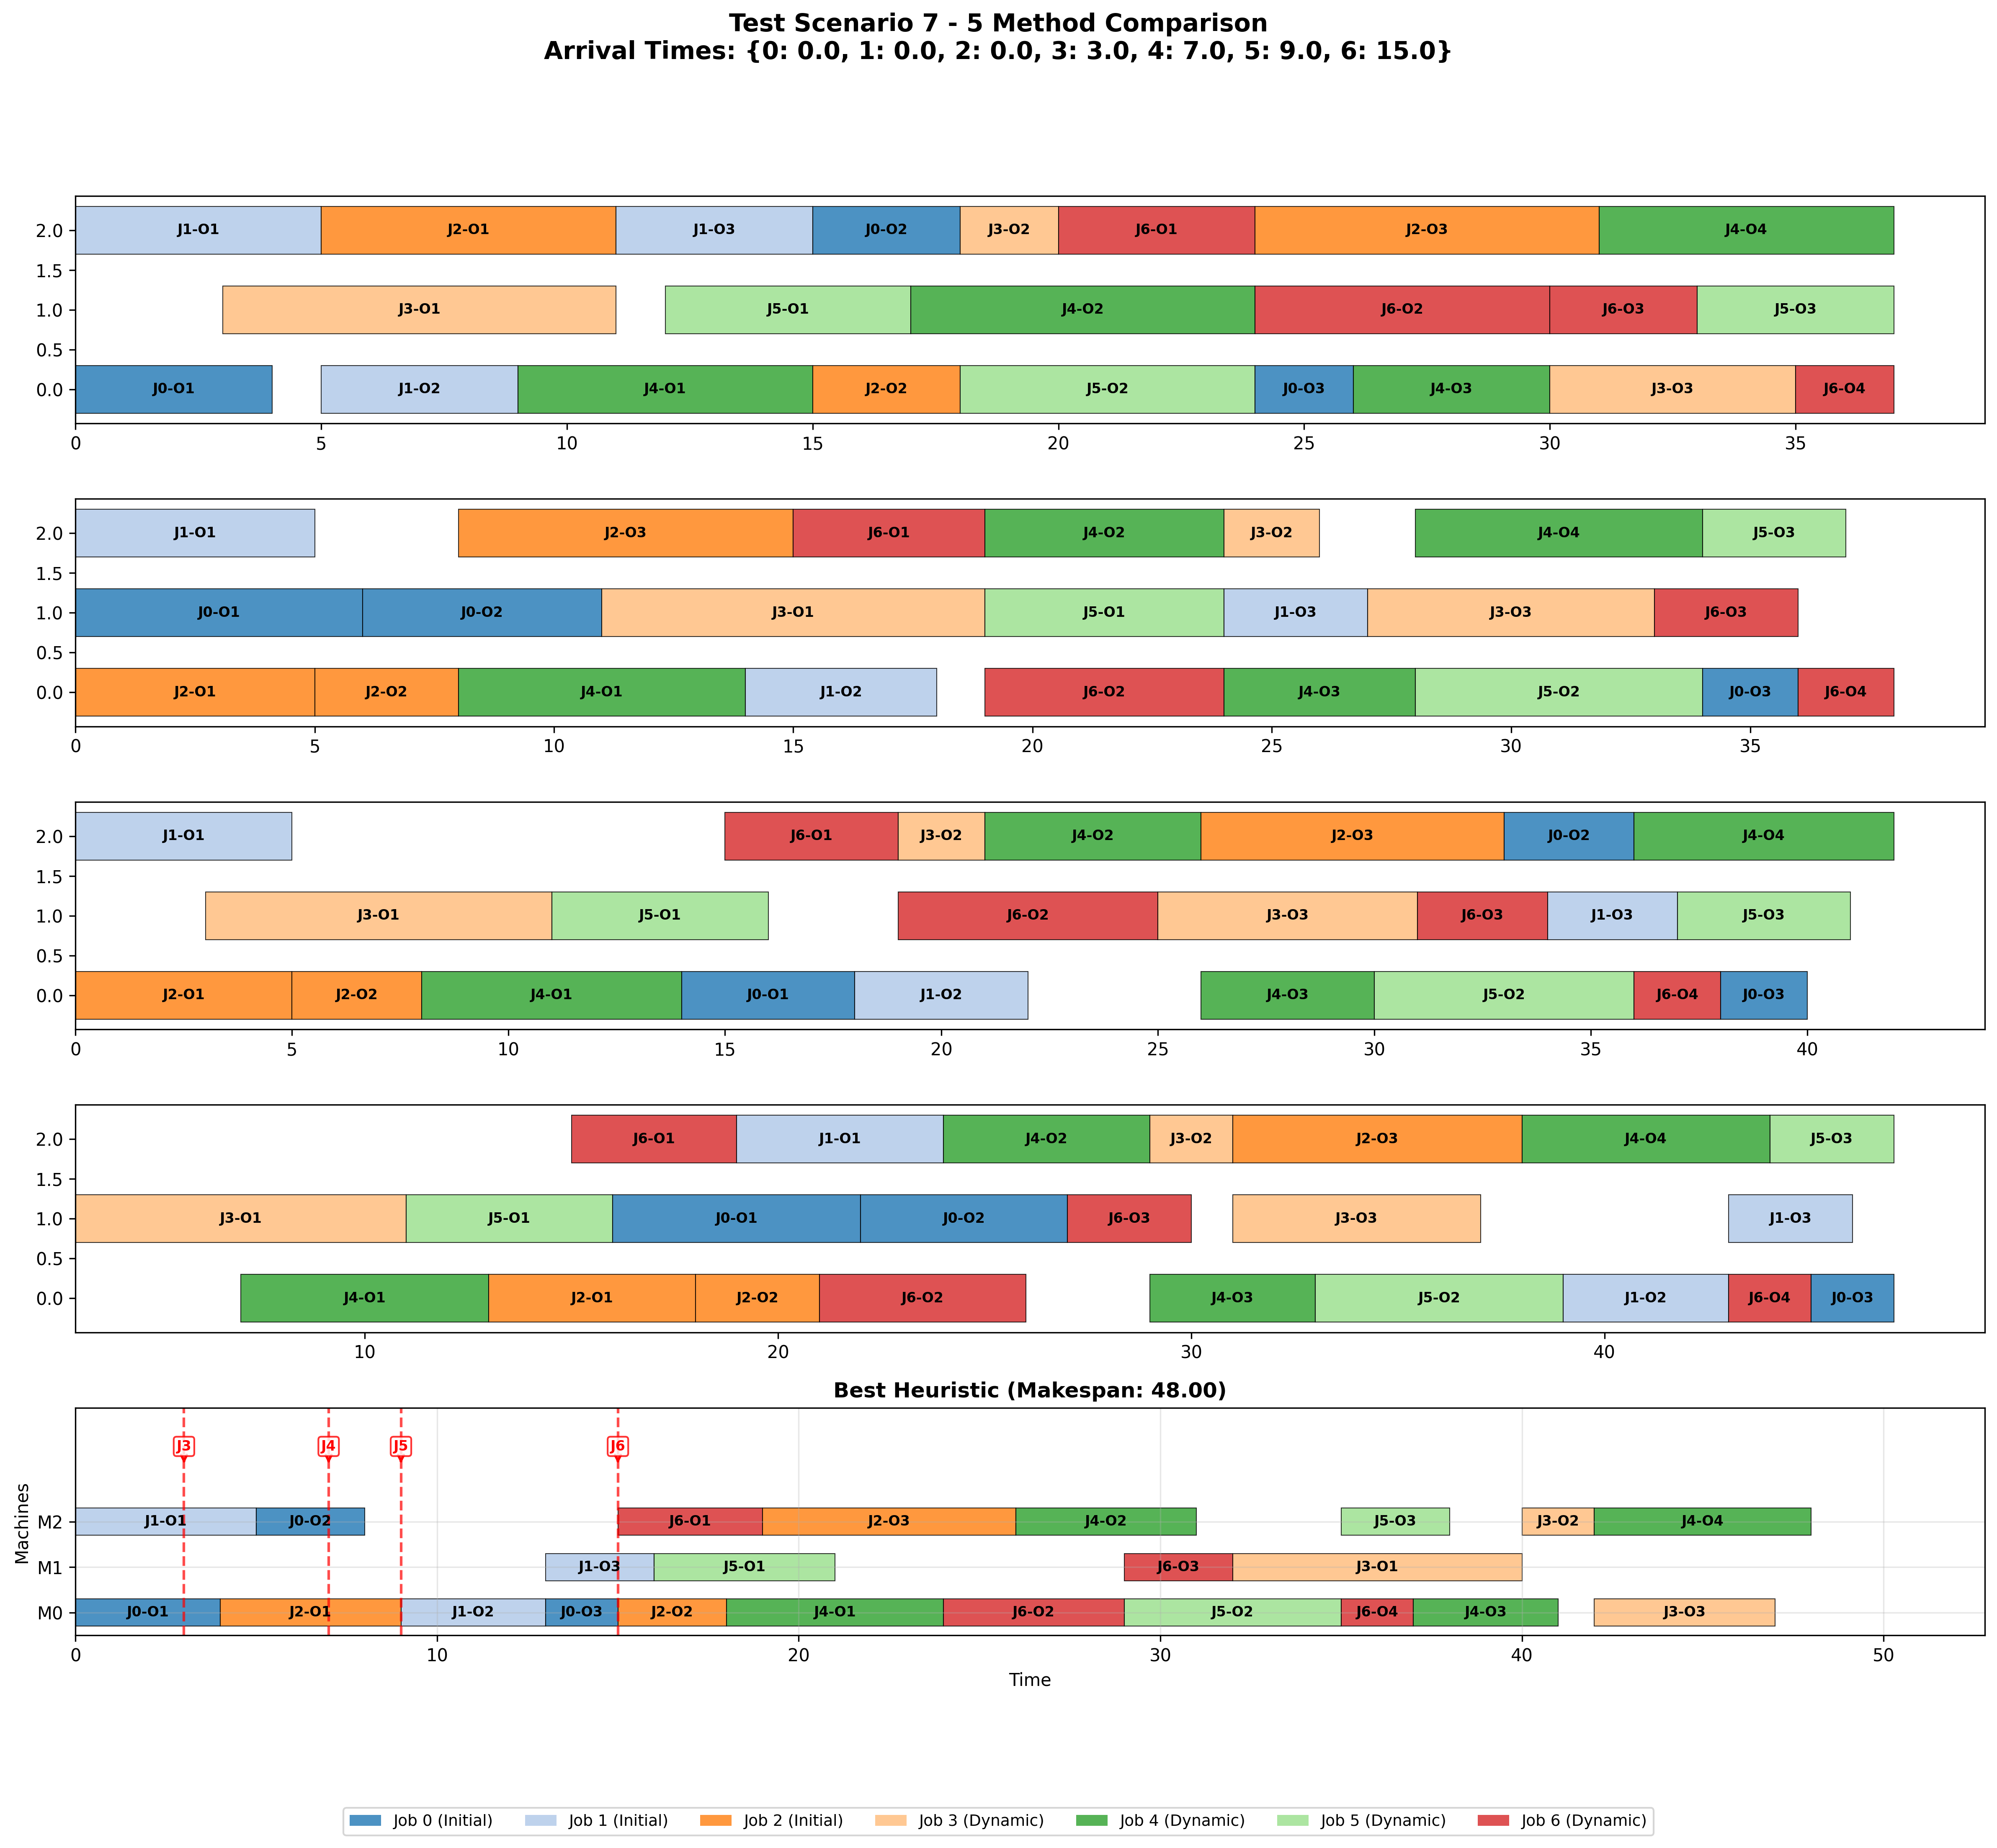 Test Scenario 7 - 5 Method Comparison
Arrival Times: {0: 0.0, 1: 0.0, 2: 0.0, 3: 3.0, 4: 7.0, 5: 9.0, 6: 15.0}
2.0 J1-O1 J2-O1 J1-O3 J0-O2 J3-O2 J6-O1 J2-O3 J4-O4
1.5
1.0 J3-O1 J5-O1 J4-O2 J6-O2 J6-O3 J5-O3
0.5
0.0 J0-O1 J1-O2 J4-O1 J2-O2 J5-O2 J0-O3 J4-O3 J3-O3 J6-O4
0 5 10 15 20 25 30 35
2.0 J1-O1 J2-O3 J6-O1 J4-O2 J3-O2 J4-O4 J5-O3
1.5
1.0 J0-O1 J0-O2 J3-O1 J5-O1 J1-O3 J3-O3 J6-O3
0.5
0.0 J2-O1 J2-O2 J4-O1 J1-O2 J6-O2 J4-O3 J5-O2 J0-O3 J6-O4
0 5 10 15 20 25 30 35
2.0 J1-O1 J6-O1 J3-O2 J4-O2 J2-O3 J0-O2 J4-O4
1.5
1.0 J3-O1 J5-O1 J6-O2 J3-O3 J6-O3 J1-O3 J5-O3
0.5
0.0 J2-O1 J2-O2 J4-O1 J0-O1 J1-O2 J4-O3 J5-O2 J6-O4 J0-O3
0 5 10 15 20 25 30 35 40
2.0 J6-O1 J1-O1 J4-O2 J3-O2 J2-O3 J4-O4 J5-O3
1.5
1.0 J3-O1 J5-O1 J0-O1 J0-O2 J6-O3 J3-O3 J1-O3
0.5
0.0 J4-O1 J2-O1 J2-O2 J6-O2 J4-O3 J5-O2 J1-O2 J6-O4 J0-O3
10 20 30 40
Best Heuristic (Makespan: 48.00)
J3 J4 J5 J6
Machines
M2 J1-O1 J0-O2 J6-O1 J2-O3 J4-O2 J5-O3 J3-O2 J4-O4
M1 J1-O3 J5-O1 J6-O3 J3-O1
M0 J0-O1 J2-O1 J1-O2 J0-O3 J2-O2 J4-O1 J6-O2 J5-O2 J6-O4 J4-O3 J3-O3
0 10 20 30 40 50
Time
Job 0 (Initial) Job 1 (Initial) Job 2 (Initial) Job 3 (Dynamic) Job 4 (Dynamic) Job 5 (Dynamic) Job 6 (Dynamic)